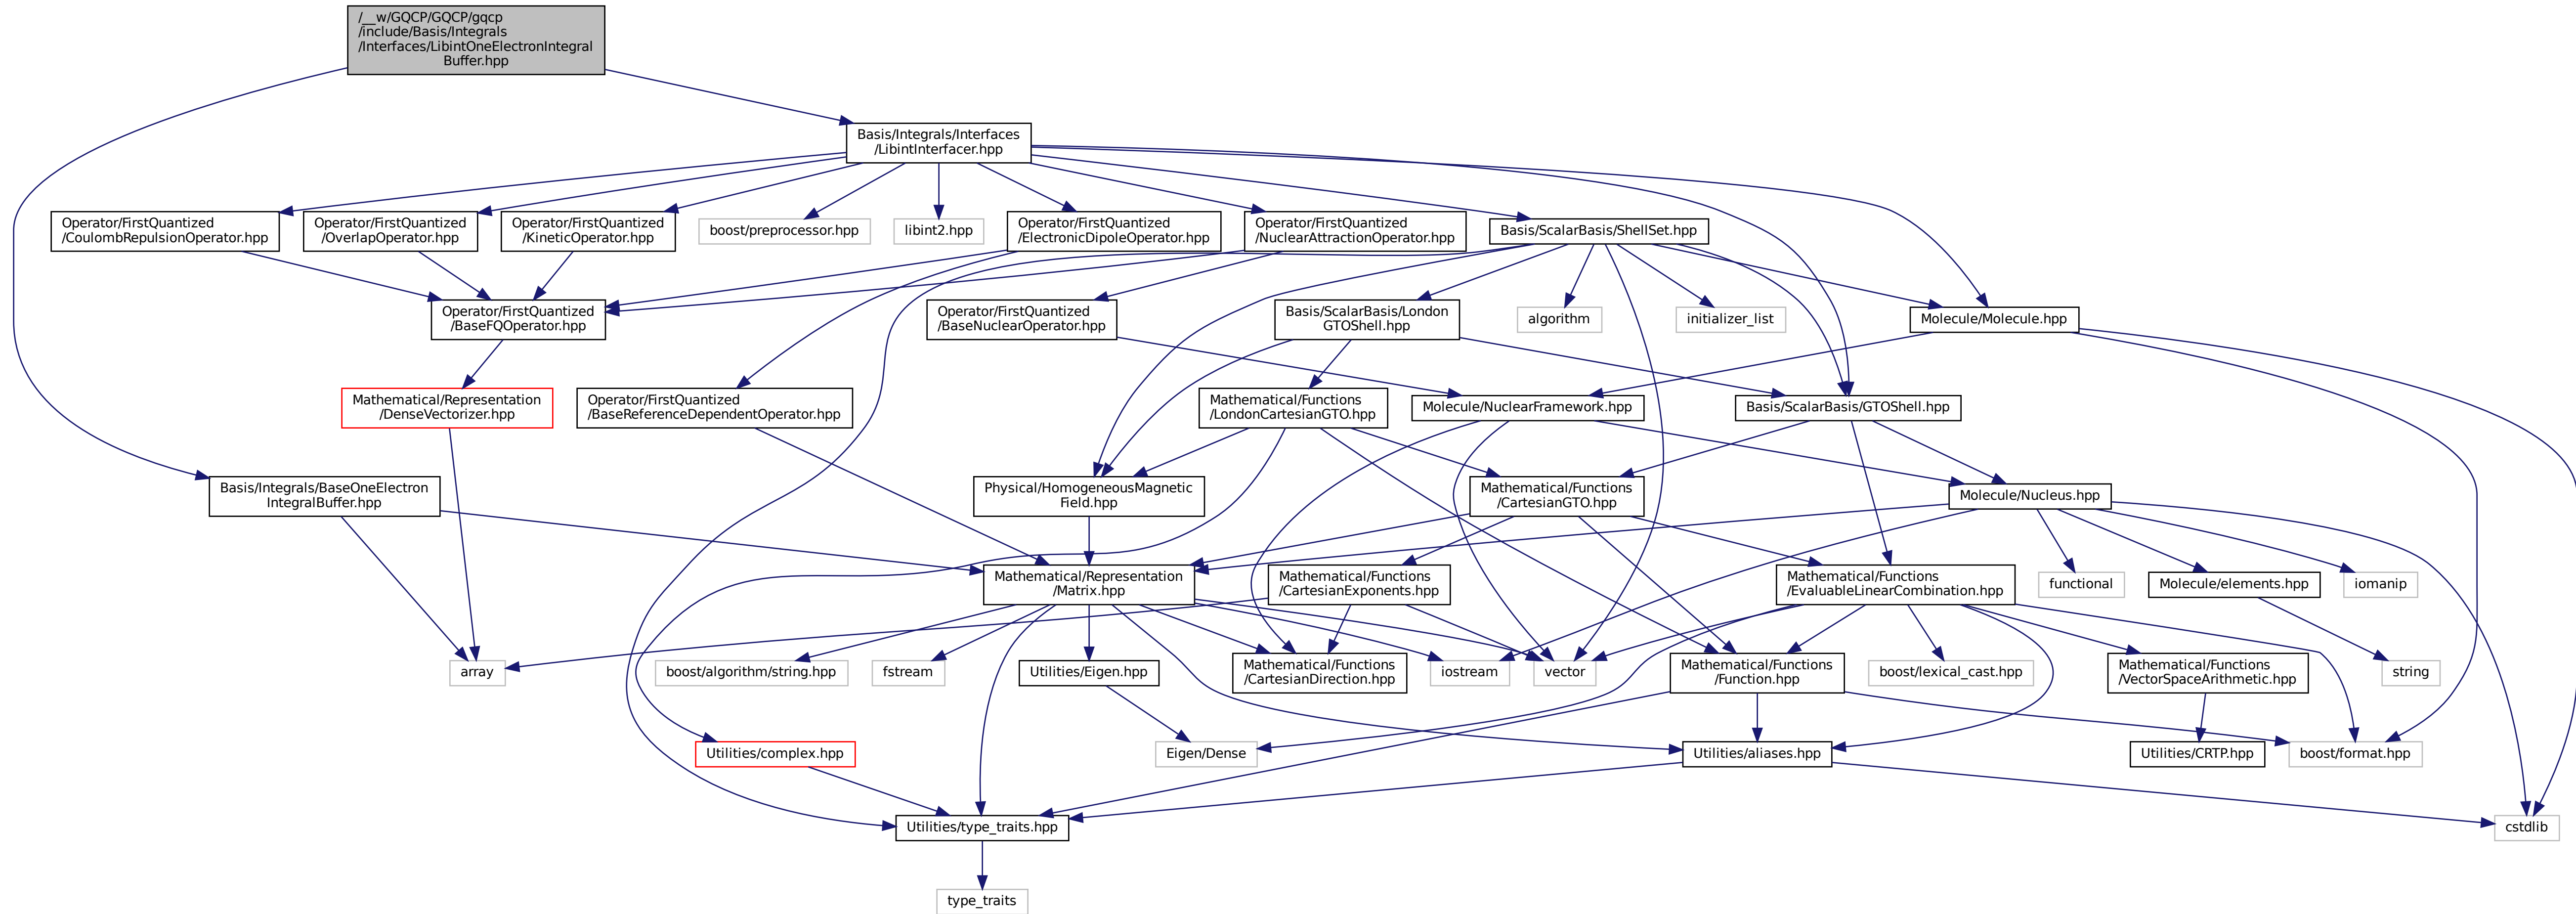 /__w/GQCP/GQCP/gqcp
/include/Basis/Integrals
/Interfaces/LibintOneElectronIntegral
Buffer.hpp
Basis/Integrals/Interfaces
/LibintInterfacer.hpp
Operator/FirstQuantized
/CoulombRepulsionOperator.hpp
Operator/FirstQuantized
/OverlapOperator.hpp
Operator/FirstQuantized
/KineticOperator.hpp
boost/preprocessor.hpp
libint2.hpp
Operator/FirstQuantized
/ElectronicDipoleOperator.hpp
Operator/FirstQuantized
/NuclearAttractionOperator.hpp
Basis/ScalarBasis/ShellSet.hpp
Operator/FirstQuantized
/BaseFQOperator.hpp
Operator/FirstQuantized
/BaseNuclearOperator.hpp
Basis/ScalarBasis/London
GTOShell.hpp
algorithm
initializer_list
Molecule/Molecule.hpp
Mathematical/Representation
/DenseVectorizer.hpp
Operator/FirstQuantized
/BaseReferenceDependentOperator.hpp
Mathematical/Functions
/LondonCartesianGTO.hpp
Molecule/NuclearFramework.hpp
Basis/ScalarBasis/GTOShell.hpp
Basis/Integrals/BaseOneElectron
IntegralBuffer.hpp
Physical/HomogeneousMagnetic
Field.hpp
Mathematical/Functions
/CartesianGTO.hpp
Molecule/Nucleus.hpp
Mathematical/Representation
/Matrix.hpp
Mathematical/Functions
/CartesianExponents.hpp
Mathematical/Functions
/EvaluableLinearCombination.hpp
functional
Molecule/elements.hpp
iomanip
array
boost/algorithm/string.hpp
fstream
Utilities/Eigen.hpp
Mathematical/Functions
/CartesianDirection.hpp
iostream
vector
Mathematical/Functions
/Function.hpp
boost/lexical_cast.hpp
Mathematical/Functions
/VectorSpaceArithmetic.hpp
string
Utilities/complex.hpp
Eigen/Dense
Utilities/aliases.hpp
Utilities/CRTP.hpp
boost/format.hpp
Utilities/type_traits.hpp
cstdlib
type_traits